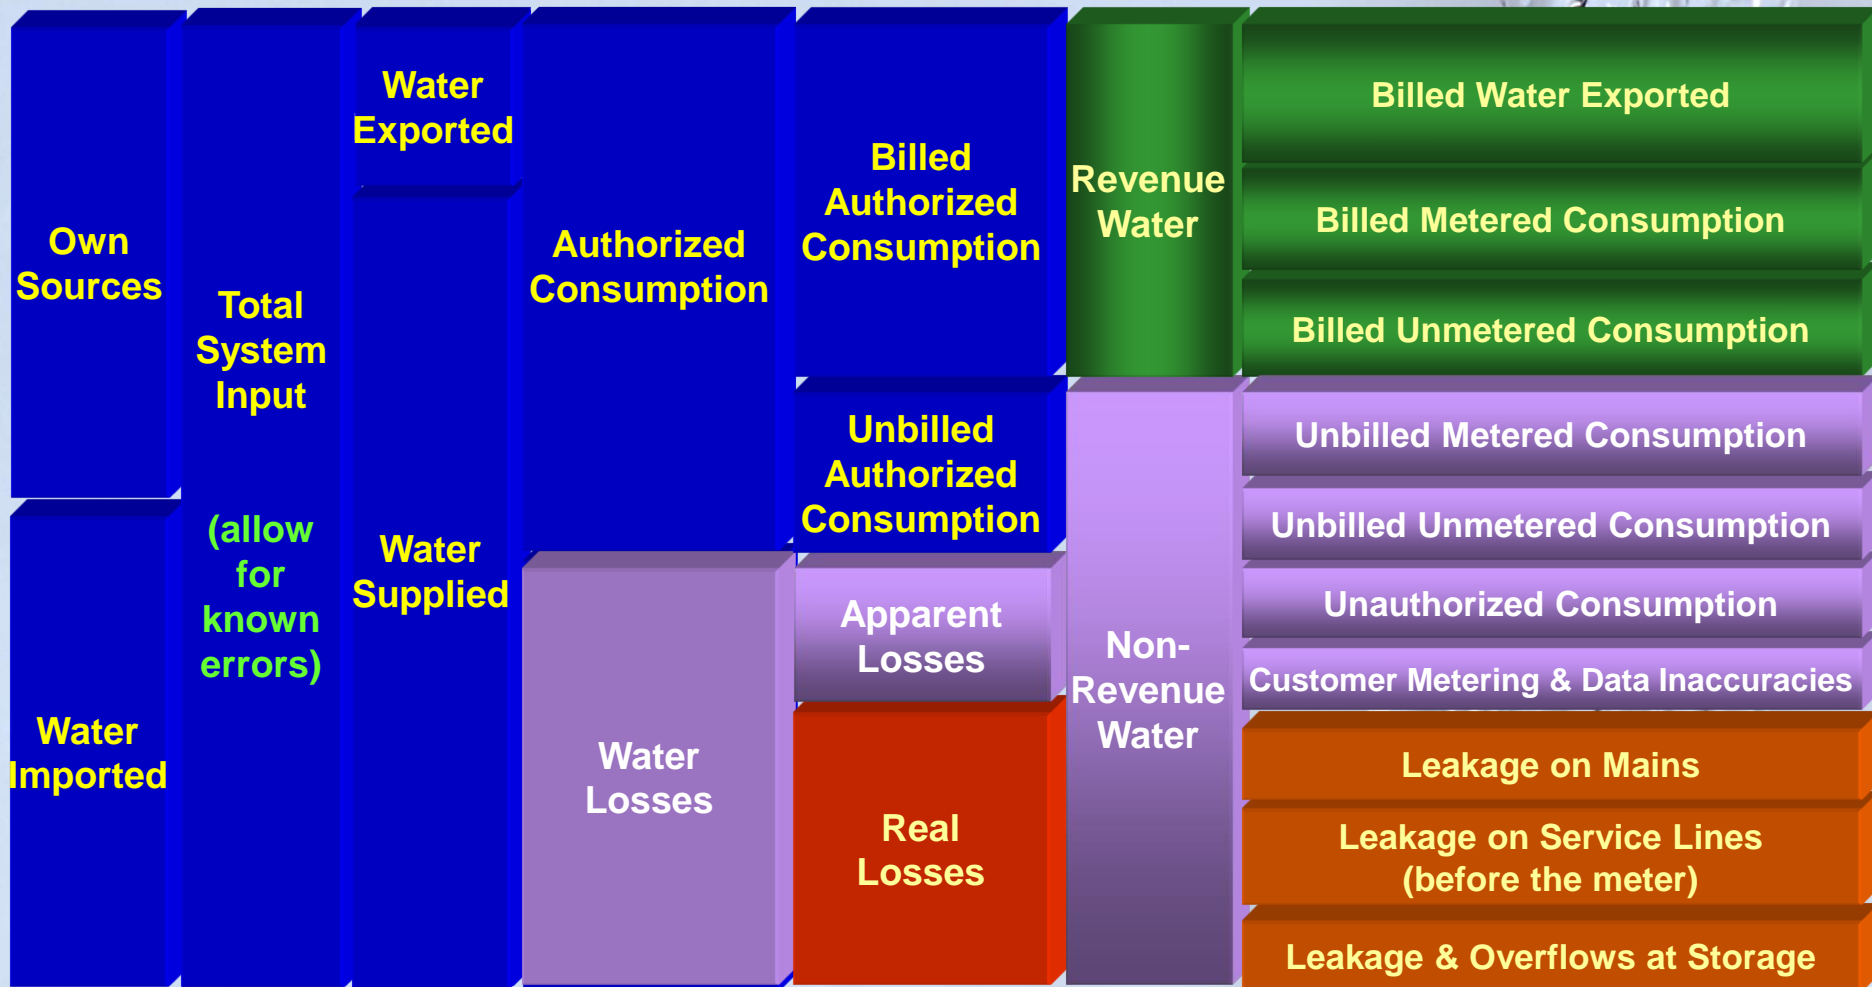 Own
Sources
Water
Imported
Total
System
Input
(allow
for
known
errors)
Water
Exported
Water
Supplied
Authorized
Consumption
Water
Losses
Billed
Authorized
Consumption
Unbilled
Authorized
Consumption
Apparent
Losses
Real
Losses
Revenue
Water
Non-
Revenue
Water
Billed Water Exported
Billed Metered Consumption
Billed Unmetered Consumption
Unbilled Metered Consumption
Unbilled Unmetered Consumption
Unauthorized Consumption
Customer Metering & Data Inaccuracies
Leakage on Mains
Leakage on Service Lines
(before the meter)
Leakage & Overflows at Storage